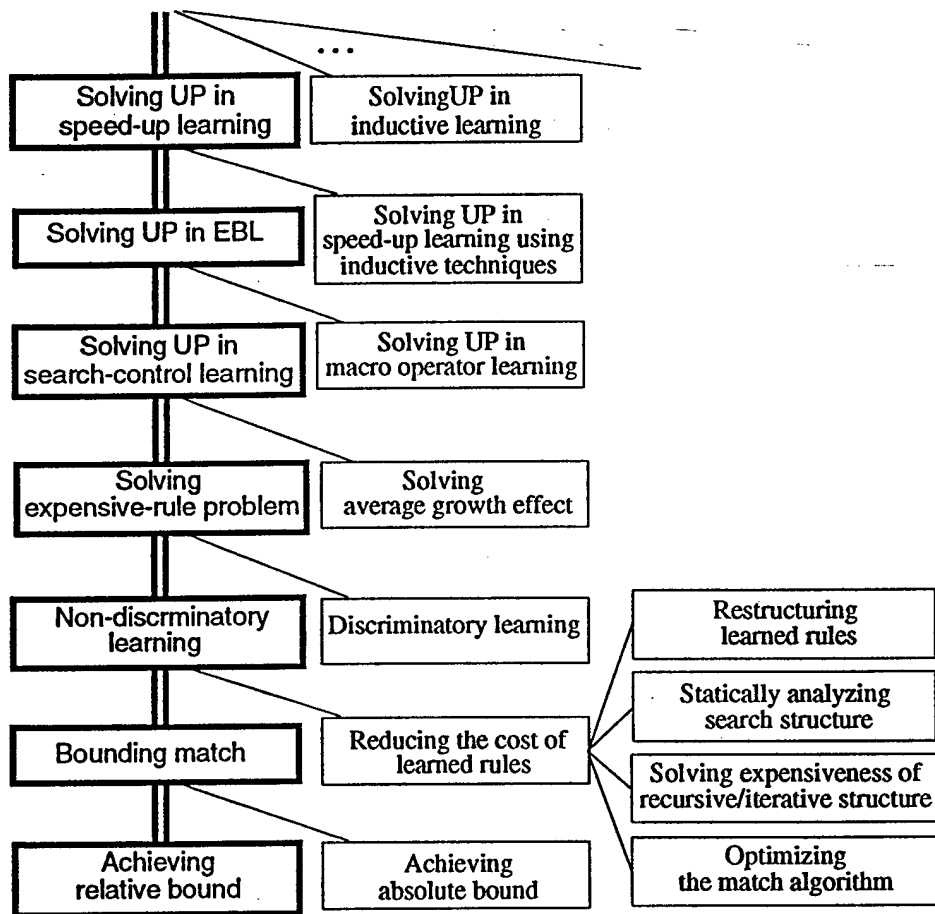 ...
Solving UP in
speed-up learning
SolvingUP in
inductive learning
Solving UP in EBL
Solving UP in
speed-up learning using
inductive techniques
Solving UP in
search-control learning
Solving UP in
macro operator learning
Solving
expensive-rule problem
Solving
average growth effect
Non-discrminatory
learning
Discriminatory learning
Restructuring
learned rules
Statically analyzing
search structure
Bounding match
Reducing the cost of
learned rules
Solving expensiveness of
recursive/iterative structure
Achieving
relative bound
Achieving
absolute bound
Optimizing
the match algorithm